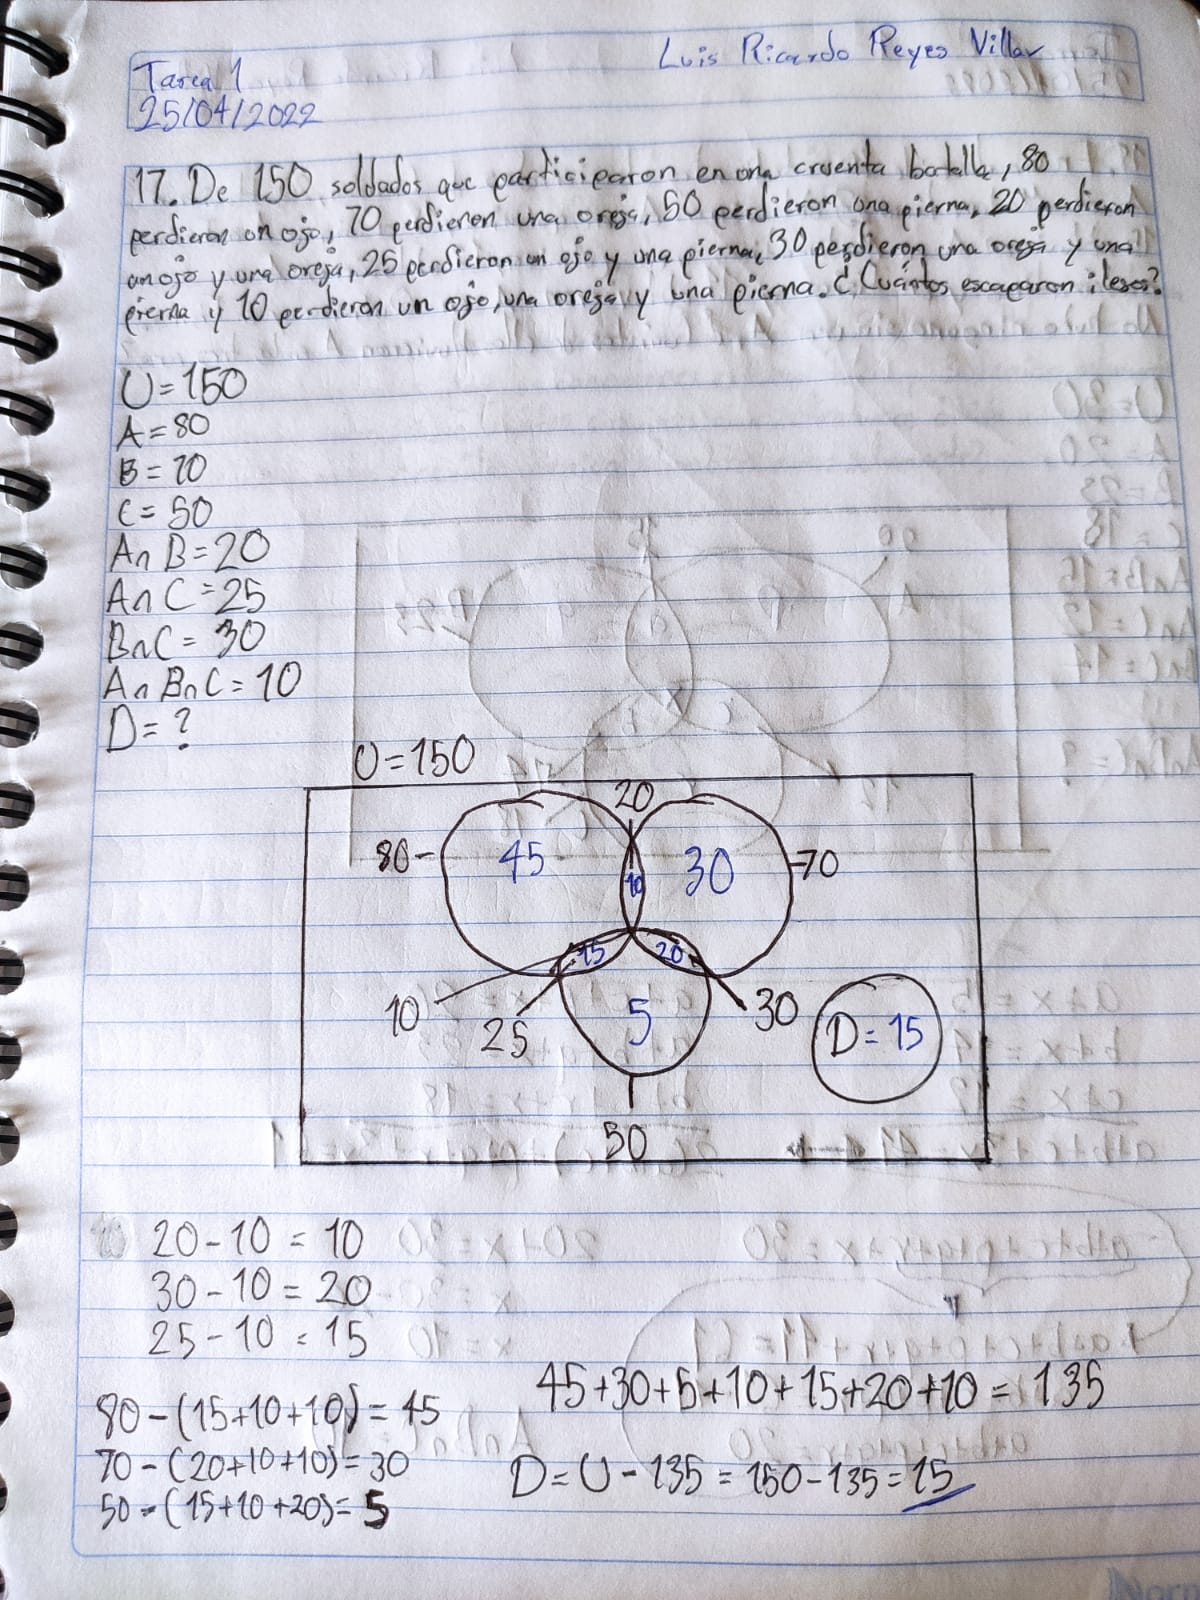 Luis Ricardo Reyes Villar
Tarea 1
25/04/2022
17. De 150 soldados que participaron en una cruenta batalla, 80
perdieron un ojo, 70 perdieron una oreja, 50 perdieron una pierna, 20 perdieron
un ojo y una oreja, 25 perdieron un ojo y una pierna, 30 perdieron una oreja y una
pierna y 10 perdieron un ojo, una oreja y una pierna. ¿Cuántos escaparon ilesos?
U = 150
A = 80
B = 70
C = 50
A∩B = 20
A∩C = 25
B∩C = 30
A∩B∩C = 10
D = ?
U = 150
20
80
45
10
30
70
15
20
10
25
5
30
D = 15
50
20 - 10 = 10
30 - 10 = 20
25 - 10 = 15
80 - (15+10+10) = 45
70 - (20+10+10) = 30
50 - (15+10+20) = 5
45+30+5+10+15+20+10 = 135
D = U - 135 = 150 - 135 = 15